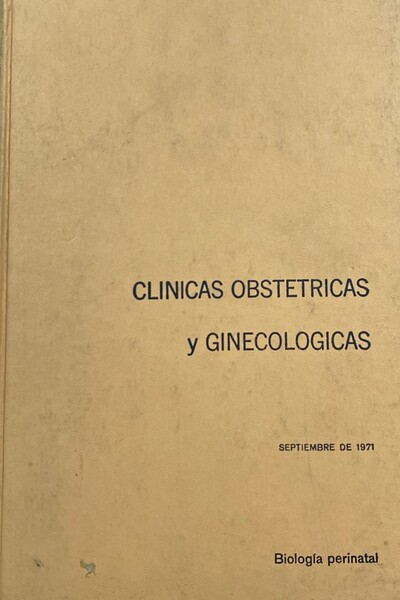 CLINICAS OBSTETRICAS
y GINECOLOGICAS
SEPTIEMBRE DE 1971
Biología perinatal